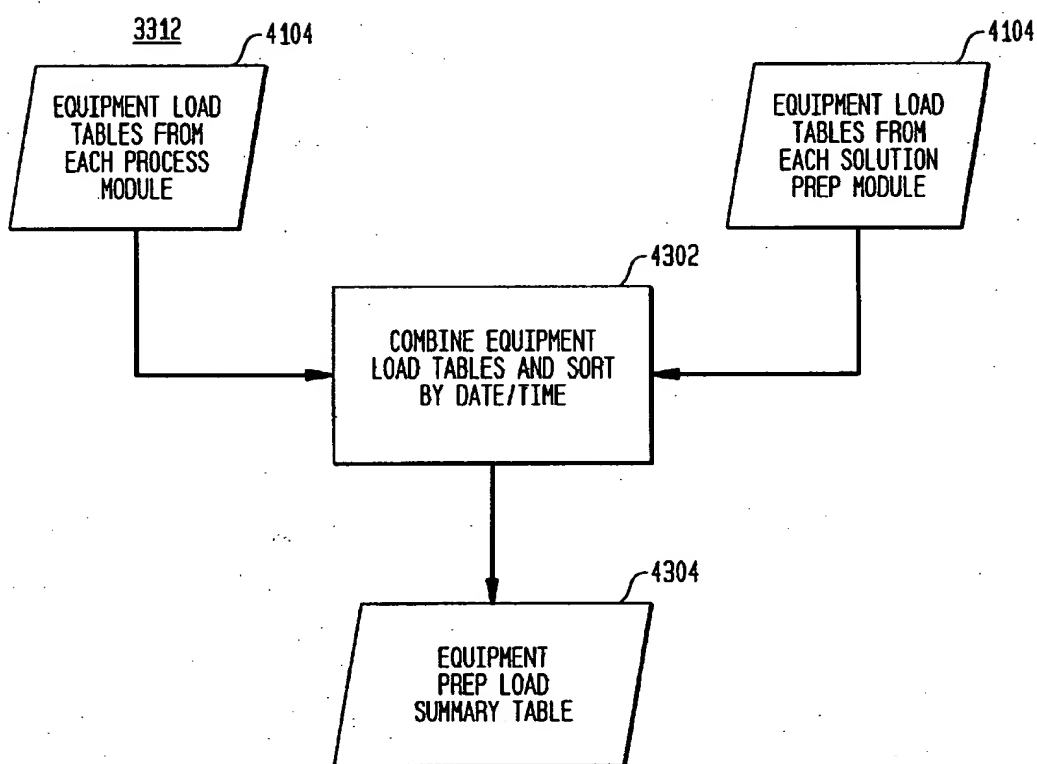 3312
4104
EQUIPMENT LOAD
TABLES FROM
EACH PROCESS
MODULE
4104
EQUIPMENT LOAD
TABLES FROM
EACH SOLUTION
PREP MODULE
4302
COMBINE EQUIPMENT
LOAD TABLES AND SORT
BY DATE/TIME
4304
EQUIPMENT
PREP LOAD
SUMMARY TABLE